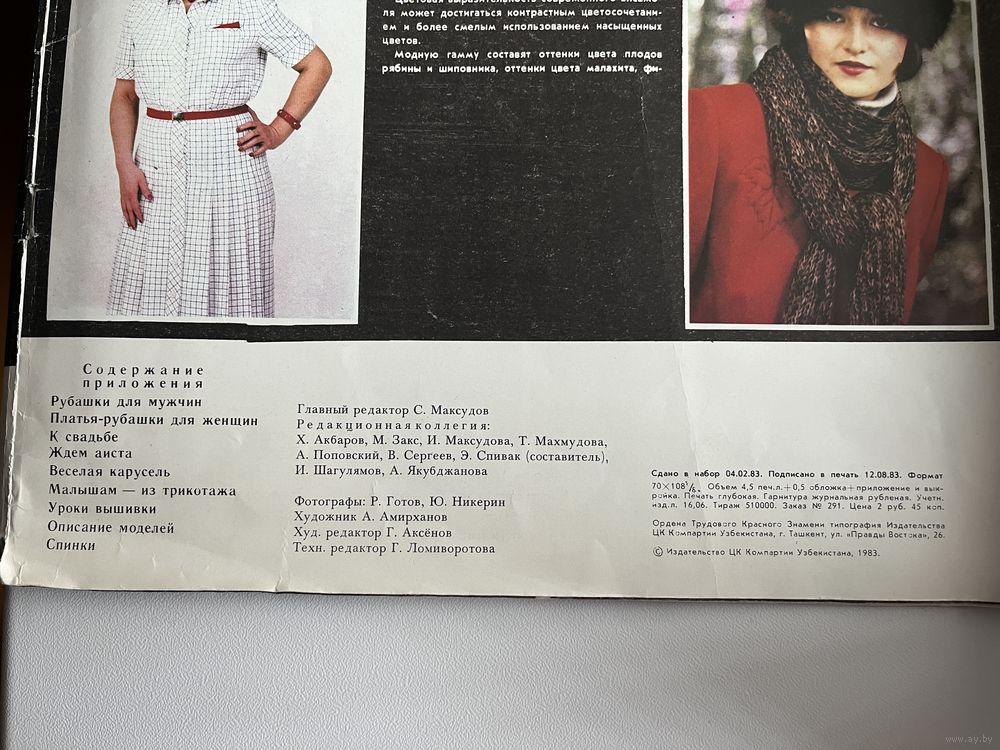 Цветовая выразительность современного ансамб-
ля может достигаться контрастным цветосочетани-
ем и более смелым использованием насыщенных
цветов.
Модную гамму составят оттенки цвета плодов
рябины и шиповника, оттенки цвета малахита, фи-
Содержание
приложения
Рубашки для мужчин
Платья-рубашки для женщин
К свадьбе
Ждем аиста
Веселая карусель
Малышам — из трикотажа
Уроки вышивки
Описание моделей
Спинки
Главный редактор С. Максудов
Редакционная коллегия:
Х. Акбаров, М. Закс, И. Максудова, Т. Махмудова,
А. Поповский, В. Сергеев, Э. Спивак (составитель),
И. Шагулямов, А. Якубджанова
Фотографы: Р. Готов, Ю. Никерин
Художник А. Амирханов
Худ. редактор Г. Аксёнов
Техн. редактор Г. Ломиворотова
Сдано в набор 04.02.83. Подписано в печать 12.08.83. Формат
70×108¹/₈. Объем 4,5 печ.л.+0,5 обложка+приложение и вык-
ройка. Печать глубокая. Гарнитура журнальная рубленая. Учетн.
изд.л. 16,06. Тираж 510000. Заказ № 291. Цена 2 руб. 45 коп.
Ордена Трудового Красного Знамени типография Издательства
ЦК Компартии Узбекистана, г. Ташкент, ул. «Правды Востока», 26.
© Издательство ЦК Компартии Узбекистана, 1983.
www.ay.by